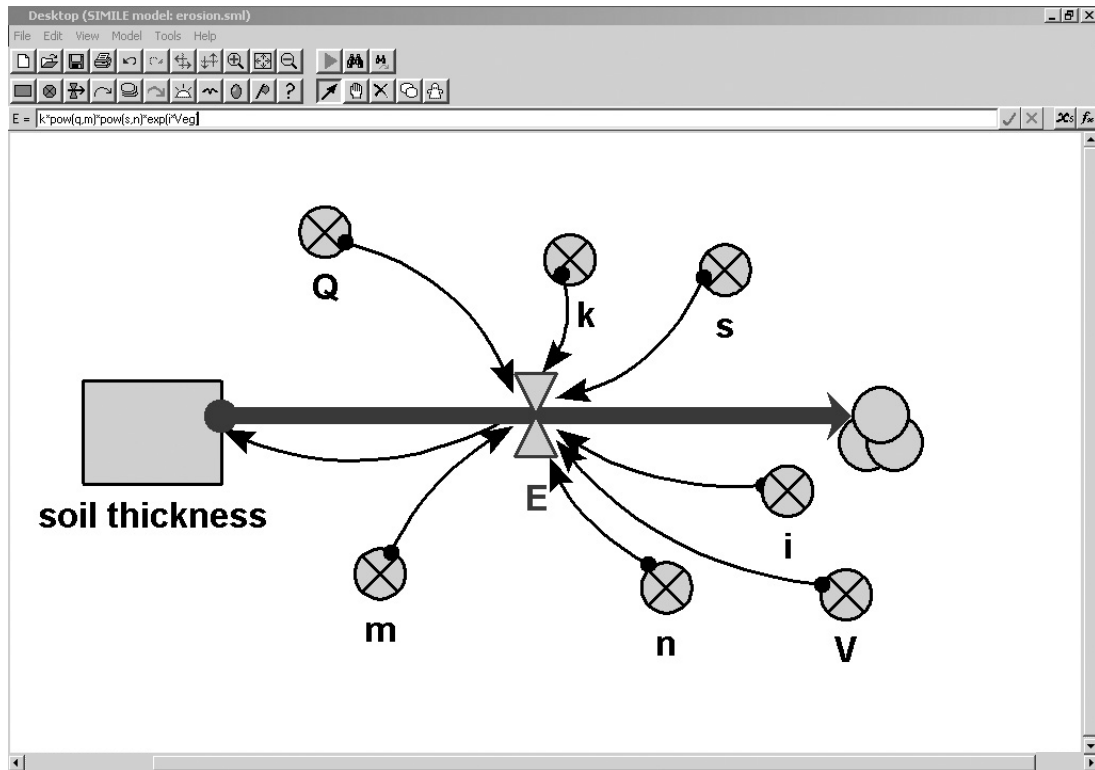 Desktop (SIMILE model: erosion.sml)
File Edit View Model Tools Help
E = k*pow(q,m)*pow(s,n)*exp(i*Veg)
Q
k
s
soil thickness
E
i
m
n
V